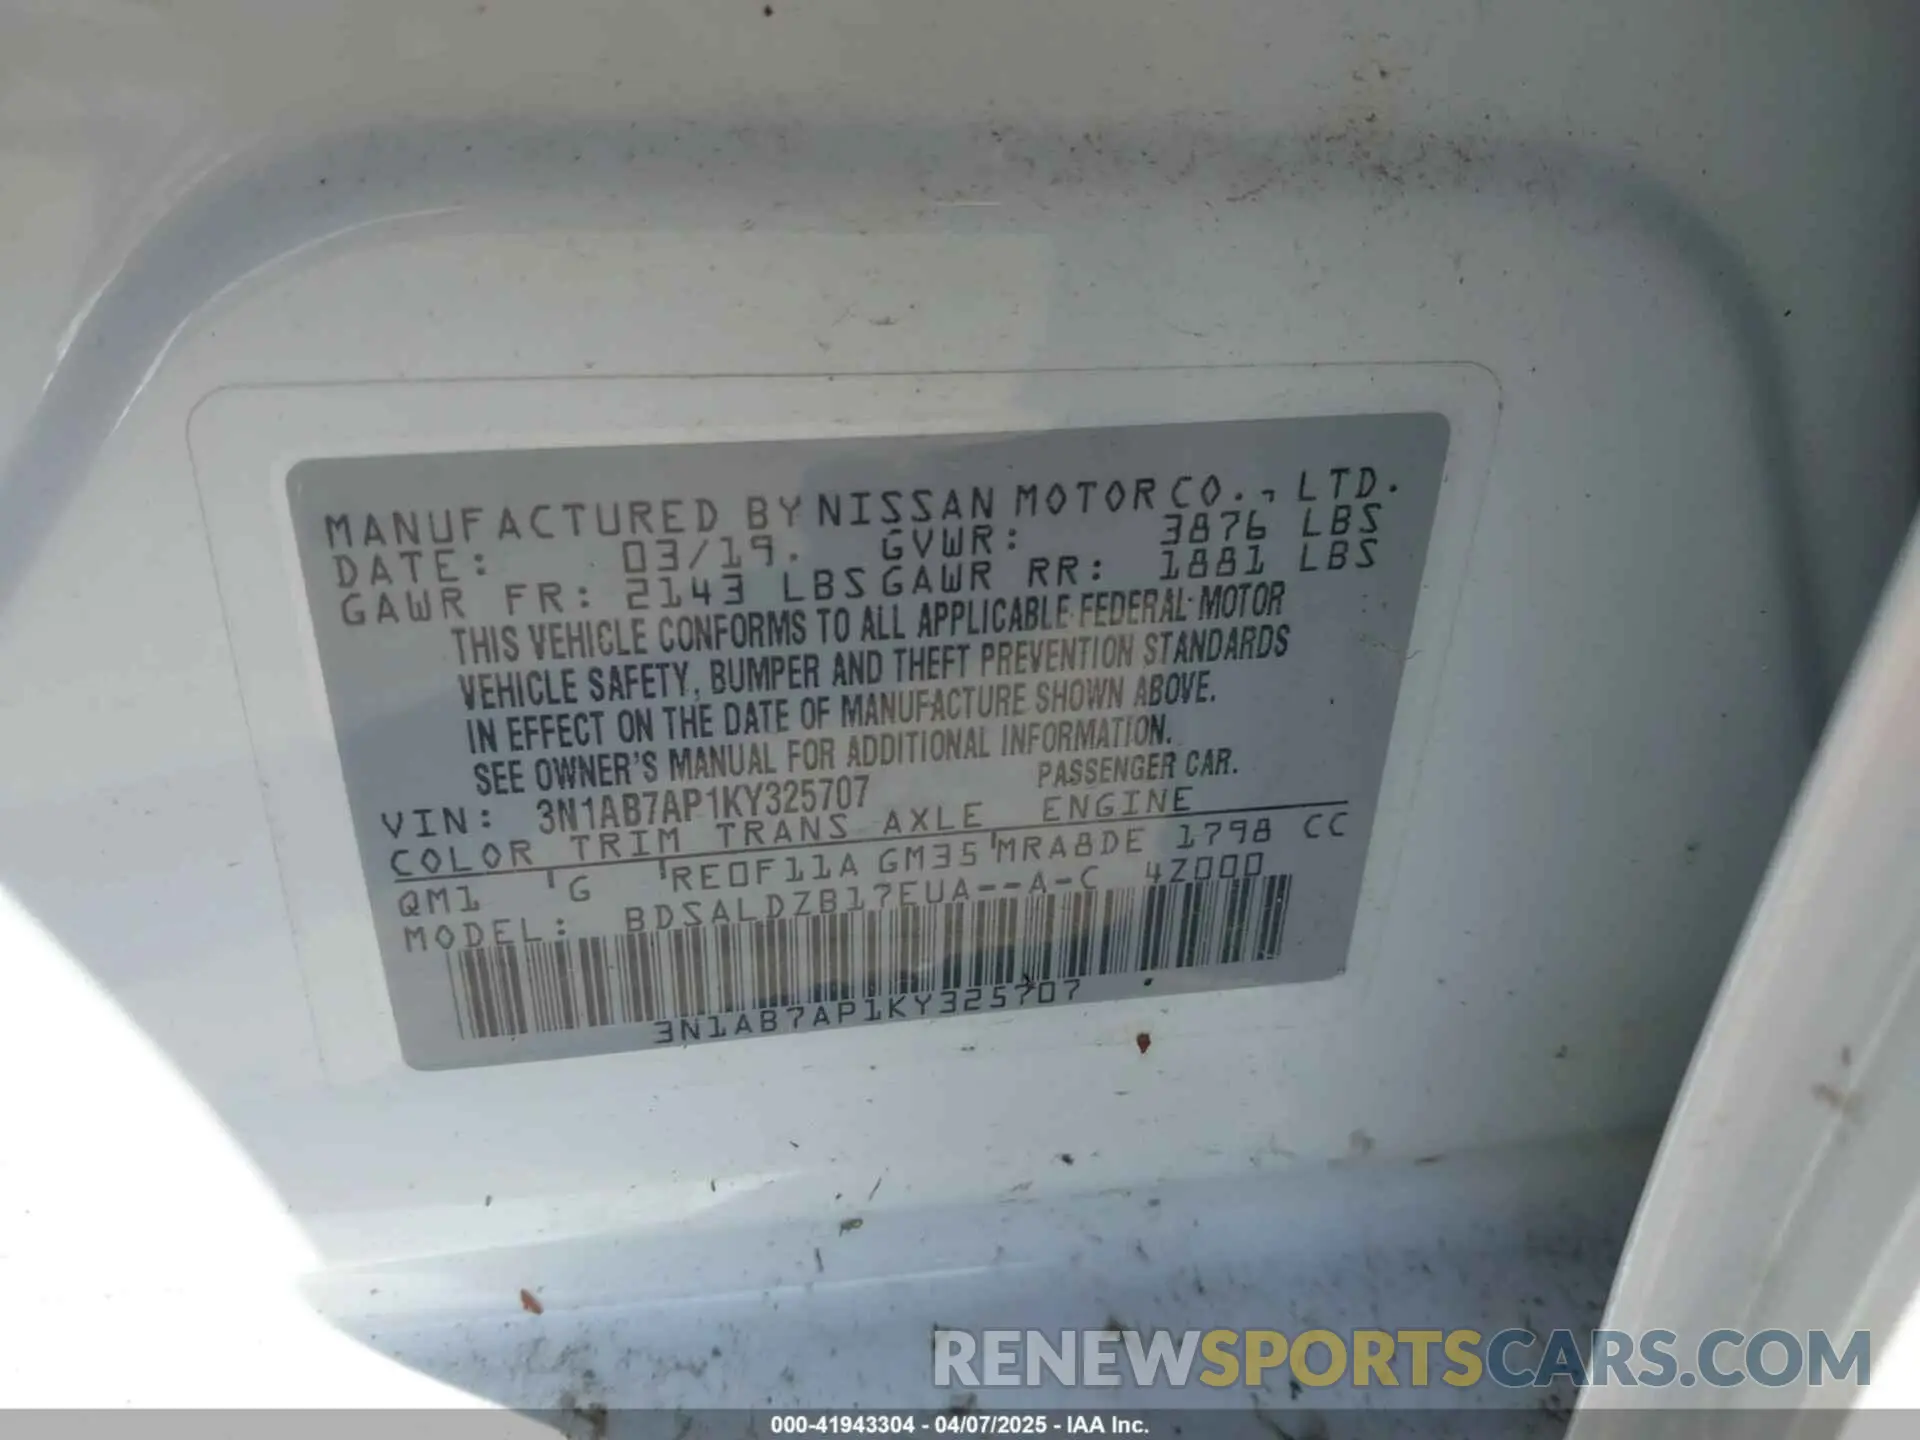 MANUFACTURED BY NISSAN MOTOR CO., LTD.
DATE: 03/19. GVWR: 3876 LBS
GAWR FR: 2143 LBS GAWR RR: 1881 LBS
THIS VEHICLE CONFORMS TO ALL APPLICABLE FEDERAL MOTOR
VEHICLE SAFETY, BUMPER AND THEFT PREVENTION STANDARDS
IN EFFECT ON THE DATE OF MANUFACTURE SHOWN ABOVE.
SEE OWNER'S MANUAL FOR ADDITIONAL INFORMATION.
VIN: 3N1AB7AP1KY325707 PASSENGER CAR.
COLOR TRIM TRANS AXLE ENGINE
QM1 G RE0F11A GM35 MRA8DE 1798 CC
MODEL: BDSALDZB17EUA--A-C 4Z000
3N1AB7AP1KY325707
RENEWSPORTSCARS.COM
000-41943304 - 04/07/2025 - IAA Inc.